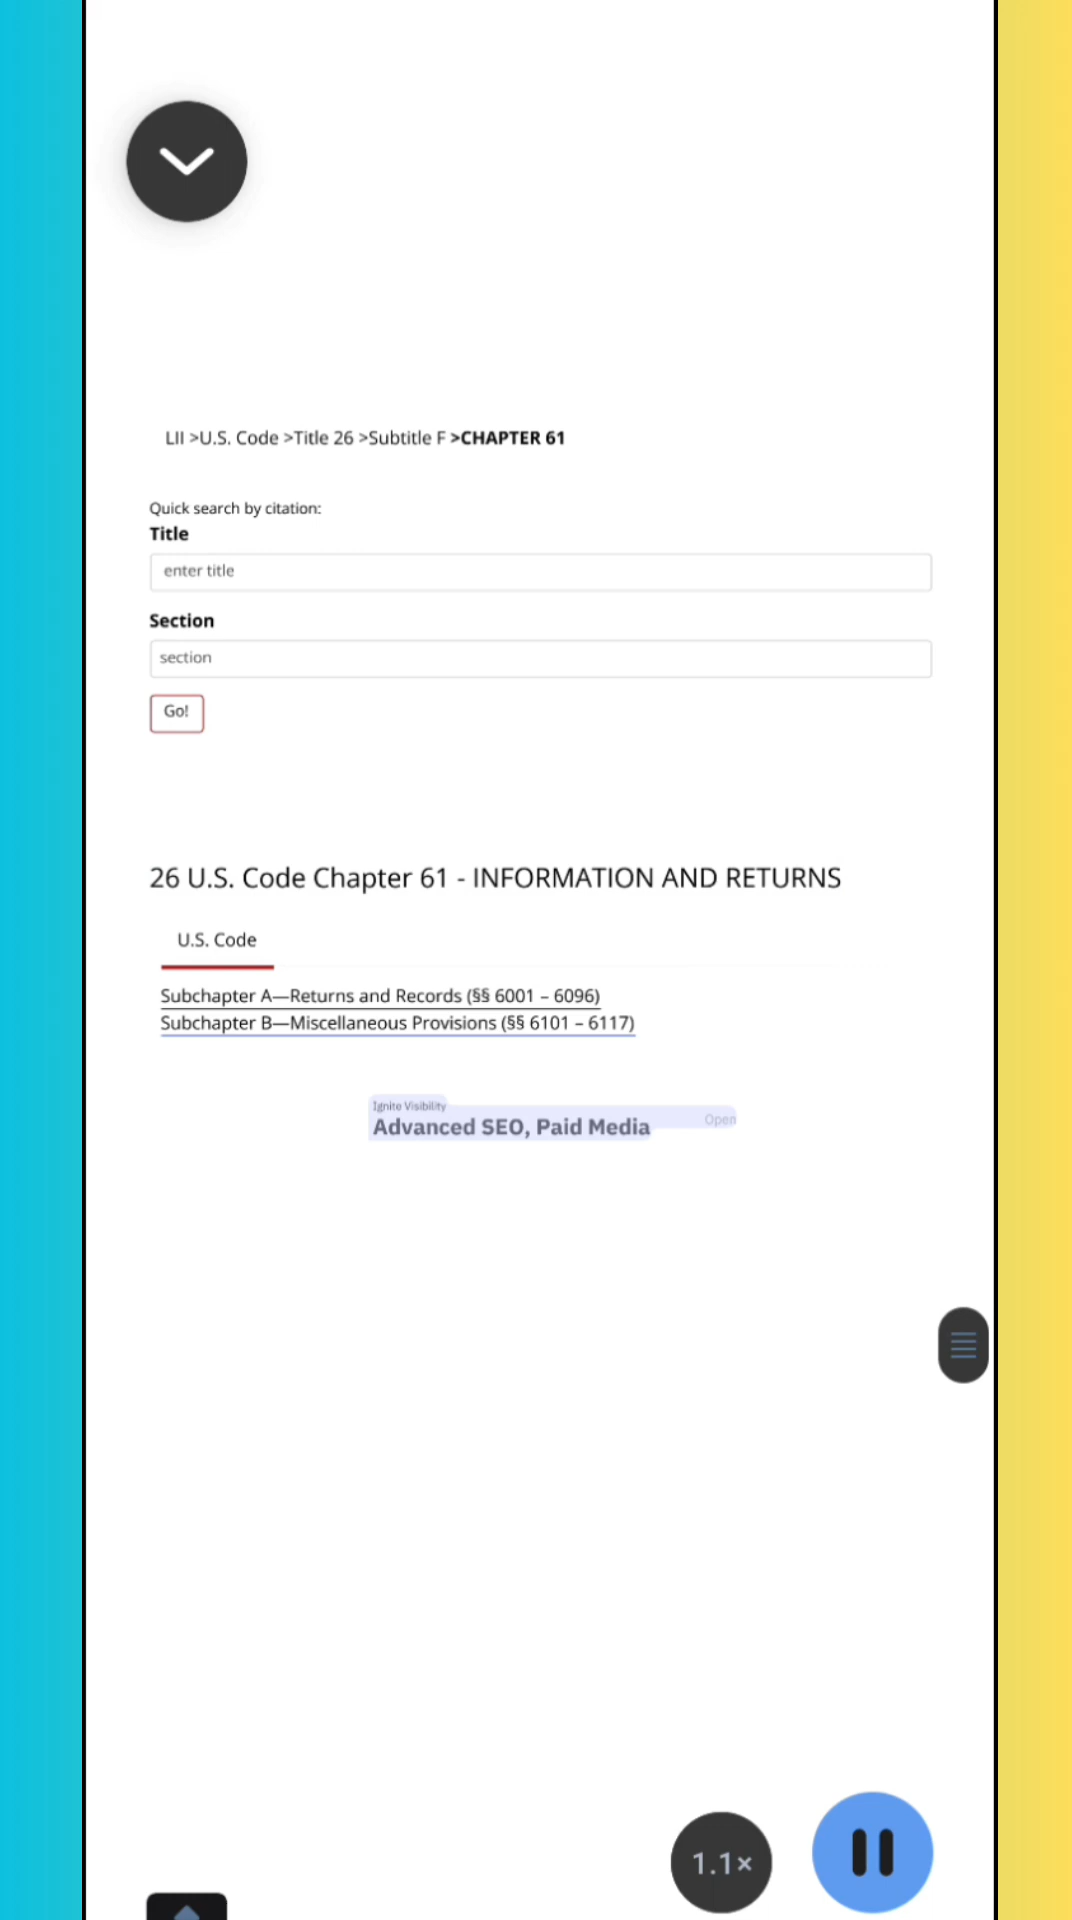 LII >U.S. Code >Title 26 >Subtitle F >CHAPTER 61
Quick search by citation:
Title
enter title
Section
section
Go!
26 U.S. Code Chapter 61 - INFORMATION AND RETURNS
U.S. Code
Subchapter A—Returns and Records (§§ 6001 – 6096)
Subchapter B—Miscellaneous Provisions (§§ 6101 – 6117)
Ignite Visibility
Advanced SEO, Paid Media
Open
1.1×